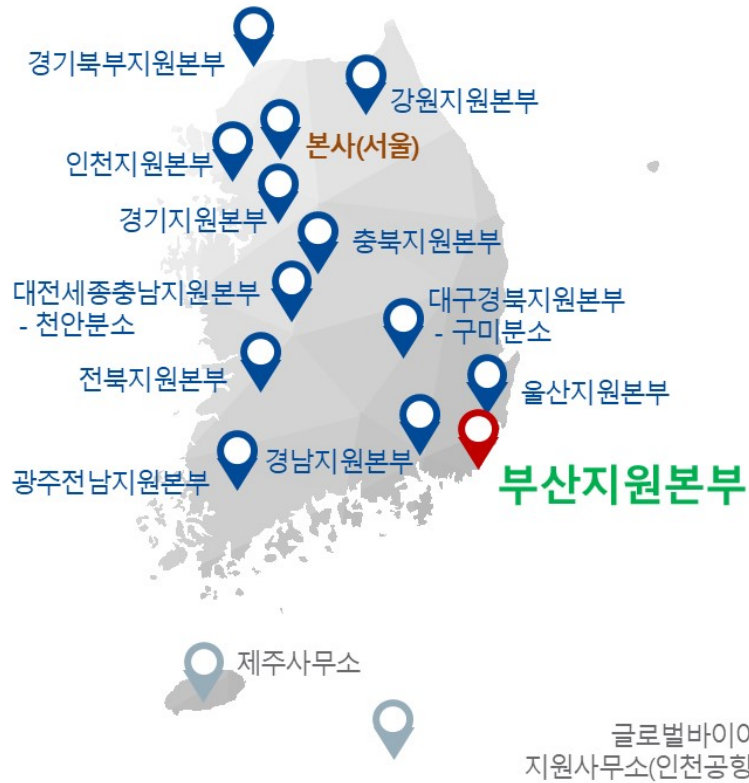 경기북부지원본부
강원지원본부
본사(서울)
인천지원본부
경기지원본부
충북지원본부
대전세종충남지원본부
- 천안분소
대구경북지원본부
- 구미분소
전북지원본부
울산지원본부
경남지원본부
광주전남지원본부
부산지원본부
제주사무소
글로벌바이어
지원사무소(인천공항